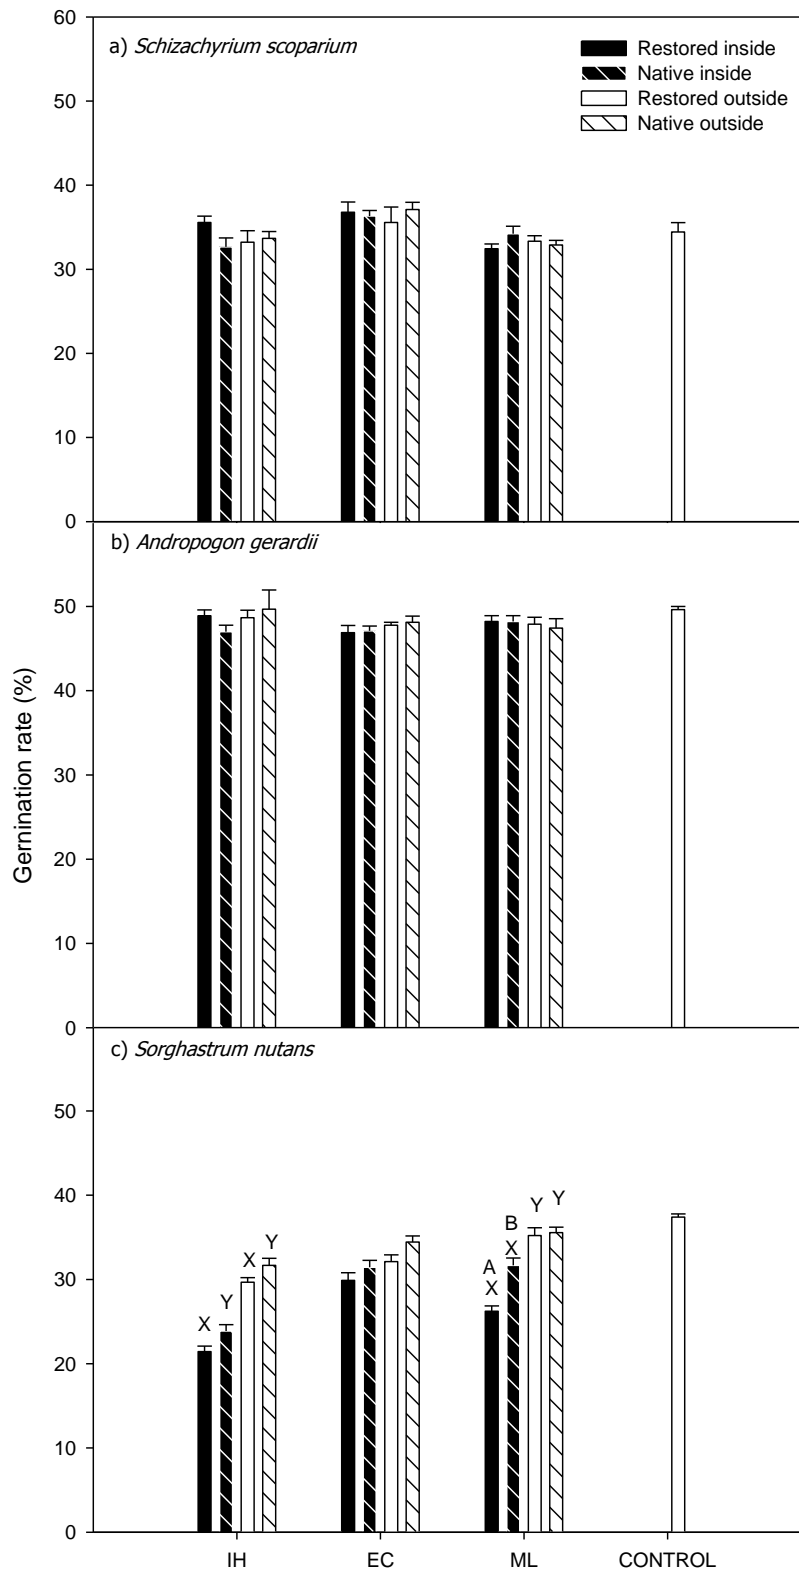 60
a) Schizachyrium scoparium
Restored inside
Native inside
Restored outside
Native outside
50
40
30
20
10
0
b) Andropogon gerardii
50
40
30
20
10
0
Gernination rate (%)
c) Sorghastrum nutans
50
40
30
20
10
0
X Y X Y
A X
B X
Y Y
IH EC ML CONTROL